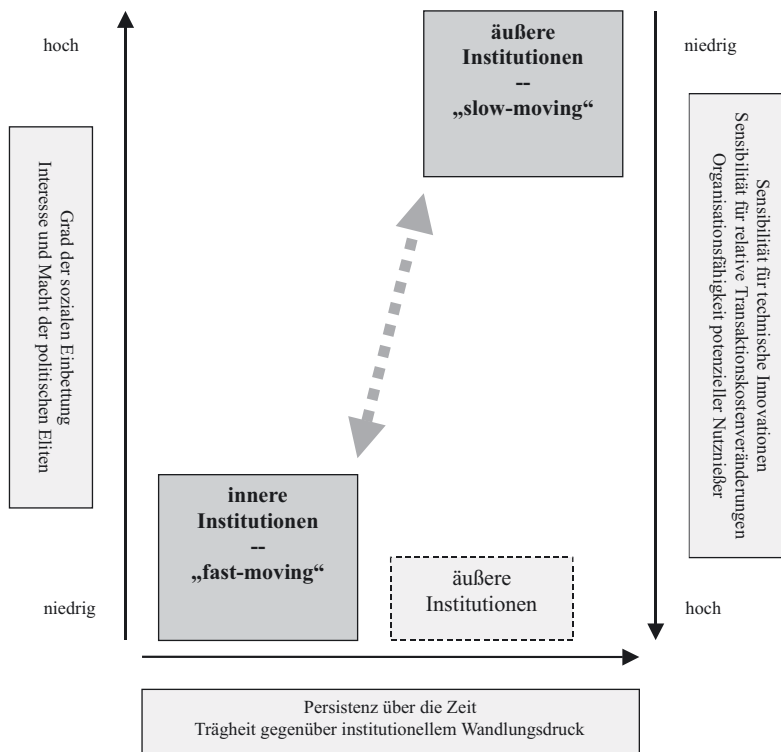 hoch
äußere
Institutionen
--
„slow-moving“
niedrig
Grad der sozialen Einbettung
Interesse und Macht der politischen Eliten
Sensibilität für technische Innovationen
Sensibilität für relative Transaktionskostenveränderungen
Organisationsfähigkeit potenzieller Nutznießer
innere
Institutionen
--
„fast-moving“
äußere
Institutionen
niedrig
hoch
Persistenz über die Zeit
Trägheit gegenüber institutionellem Wandlungsdruck